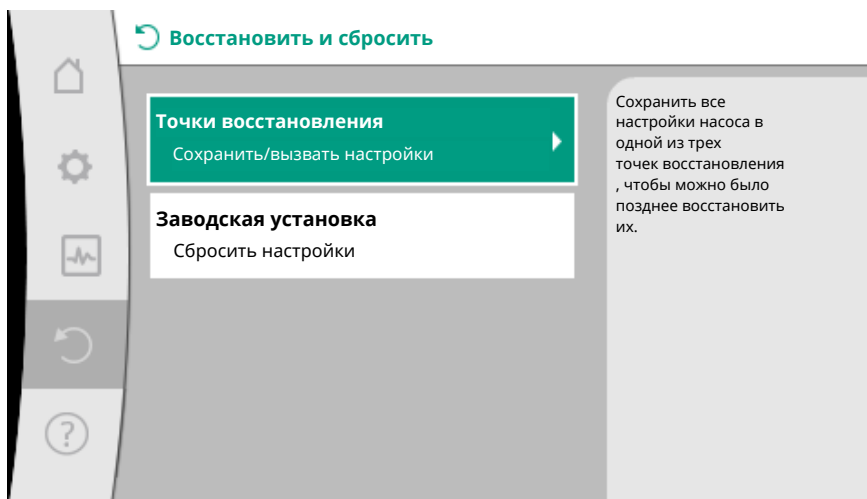 Восстановить и сбросить
Точки восстановления
Сохранить/вызвать настройки
Заводская установка
Сбросить настройки
Сохранить все
настройки насоса в
одной из трех
точек восстановления
, чтобы можно было
позднее восстановить
их.
?